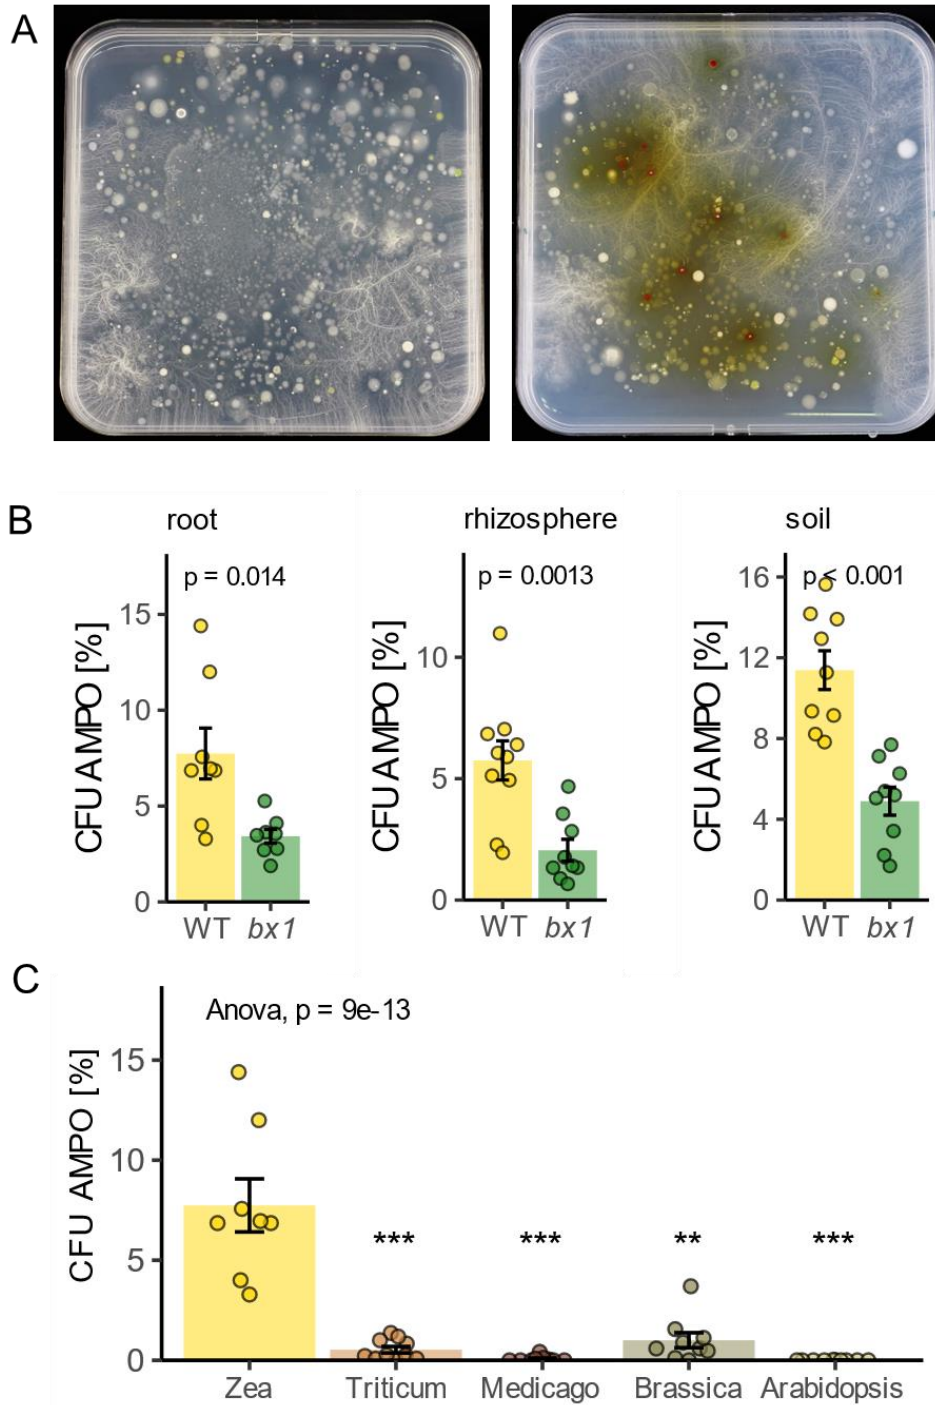 A
B
root
rhizosphere
soil
p = 0.014
p = 0.0013
p < 0.001
CFU AMPO [%]
15
10
5
0
WT
bx1
CFU AMPO [%]
10
5
0
WT
bx1
CFU AMPO [%]
16
12
8
4
0
WT
bx1
C
Anova, p = 9e-13
CFU AMPO [%]
15
10
5
0
***
***
**
***
Zea
Triticum
Medicago
Brassica
Arabidopsis